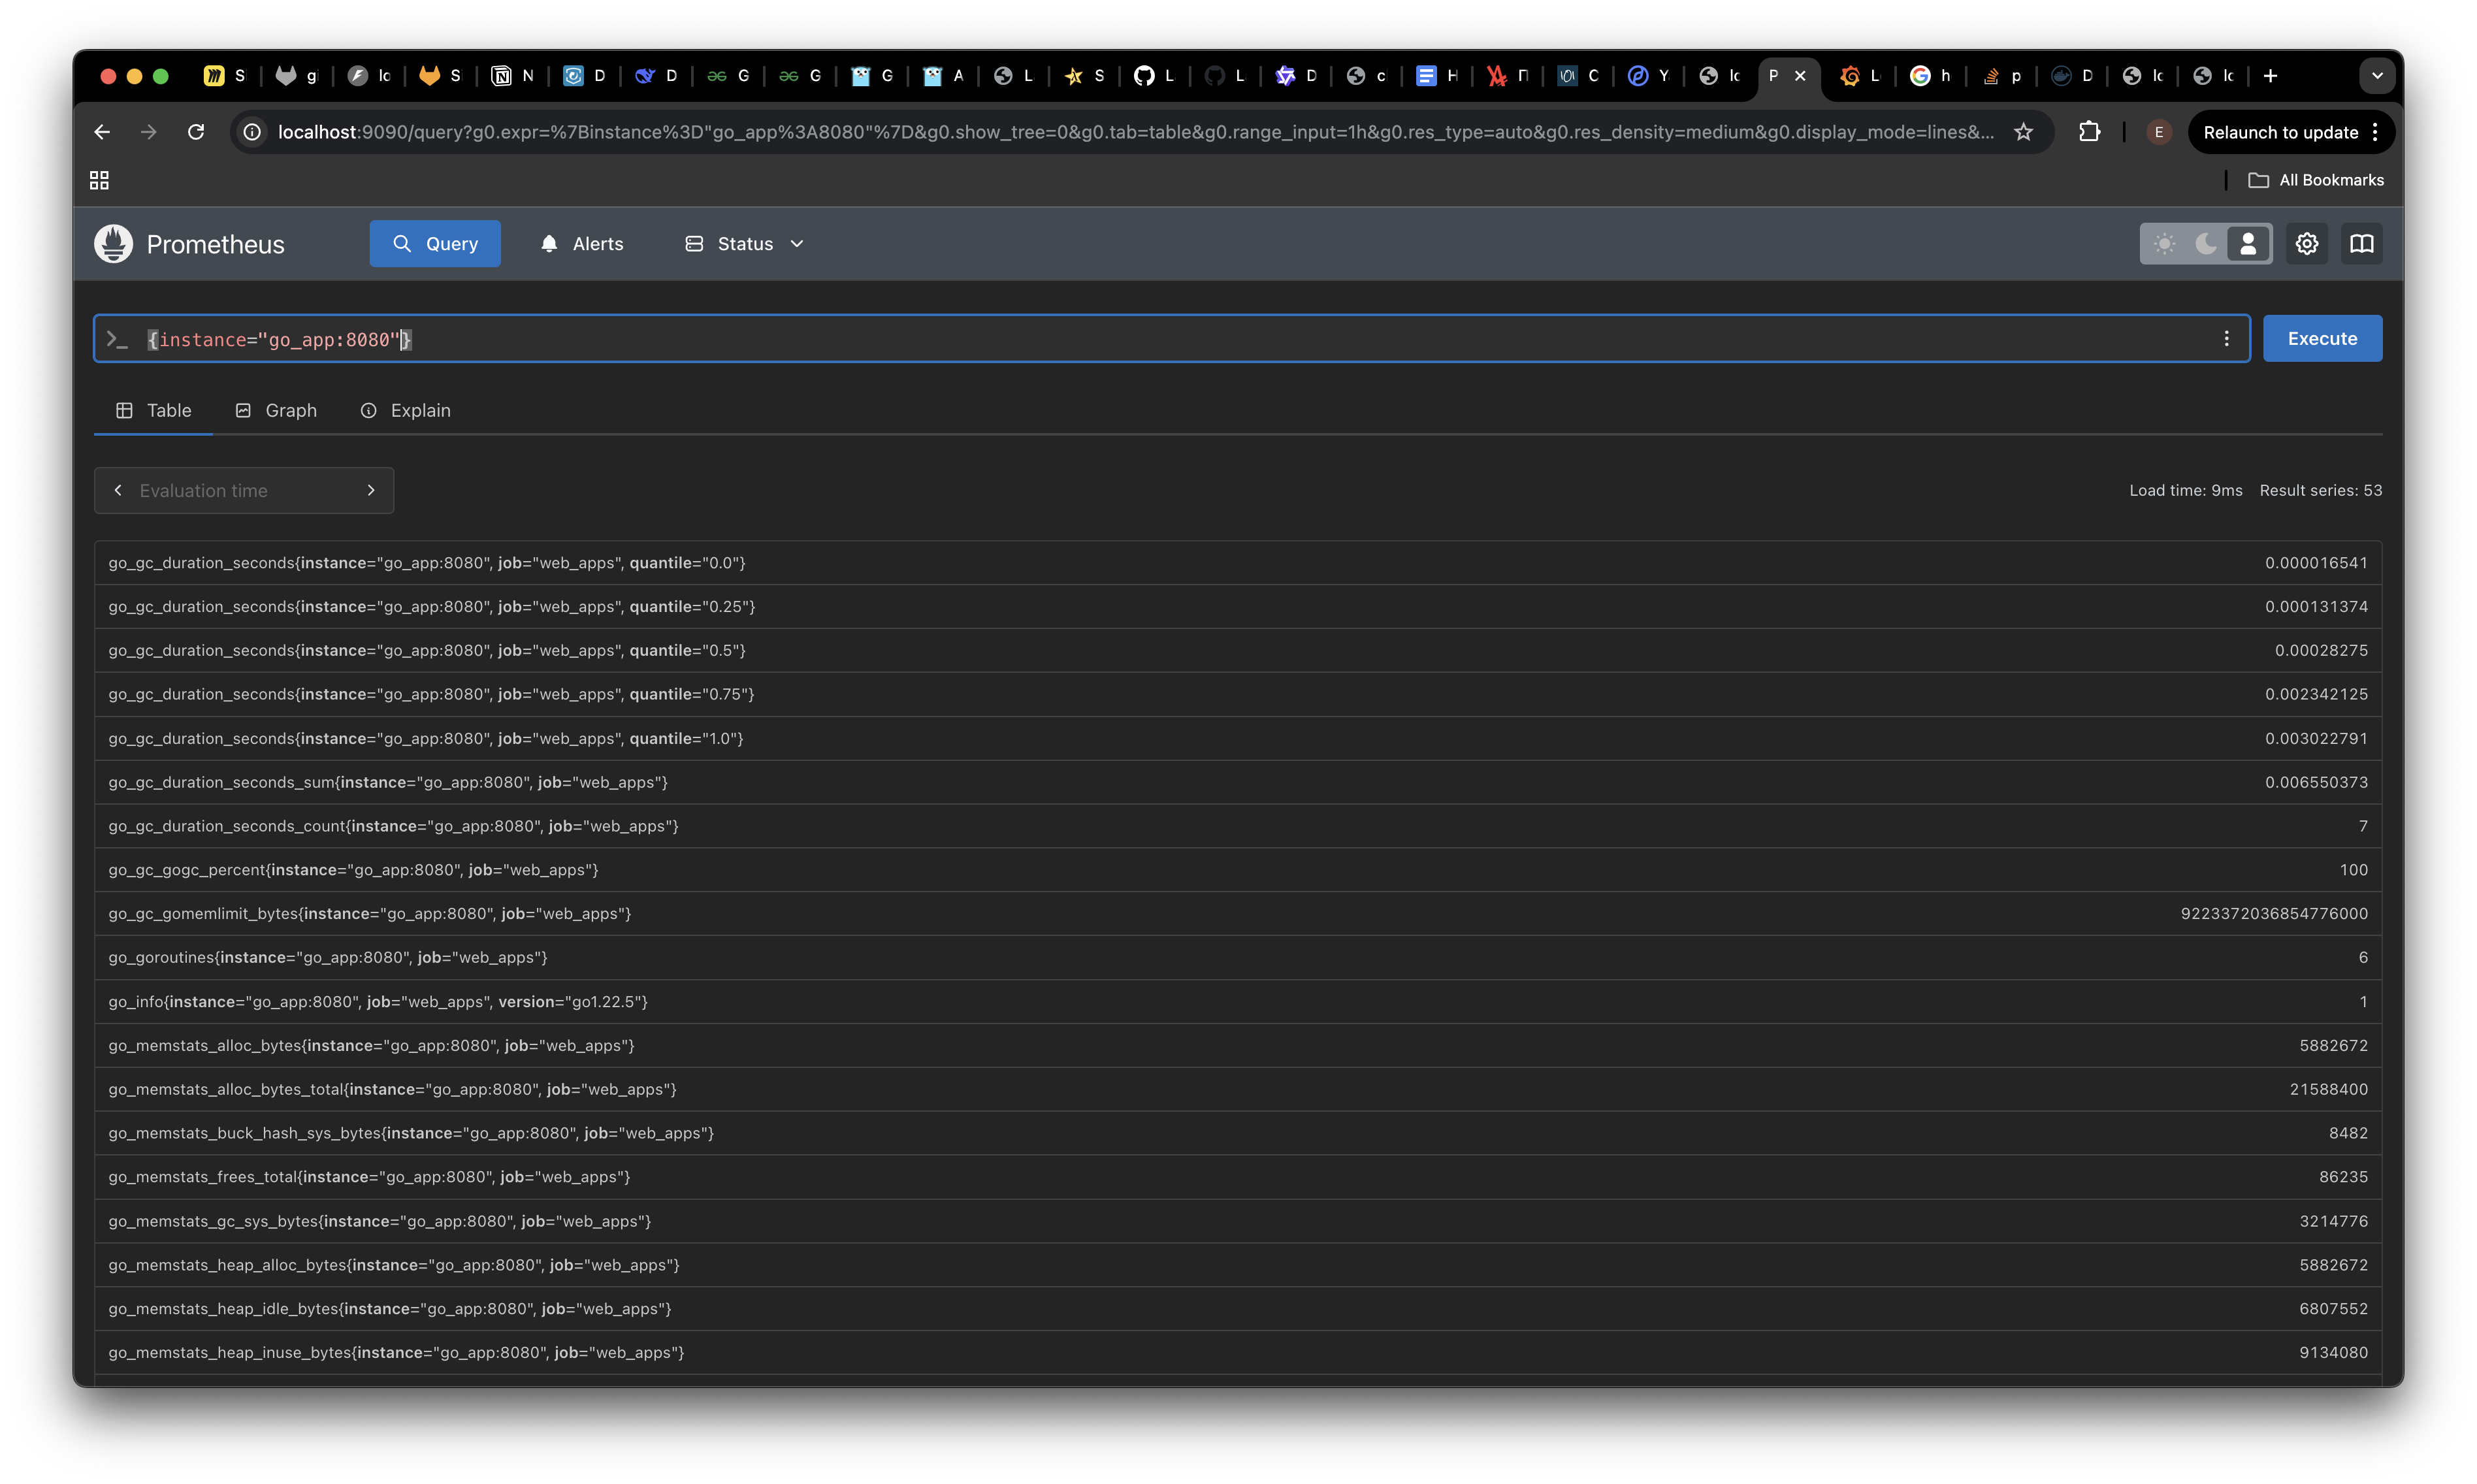 S gi lo S N D D G G G A L S L L D c H П C Y lo P L h p D lo lo
localhost:9090/query?g0.expr=%7Binstance%3D"go_app%3A8080"%7D&g0.show_tree=0&g0.tab=table&g0.range_input=1h&g0.res_type=auto&g0.res_density=medium&g0.display_mode=lines&... E Relaunch to update
All Bookmarks
Prometheus Query Alerts Status
{instance="go_app:8080"} Execute
Table Graph Explain
Evaluation time Load time: 9ms Result series: 53
go_gc_duration_seconds{instance="go_app:8080", job="web_apps", quantile="0.0"} 0.000016541
go_gc_duration_seconds{instance="go_app:8080", job="web_apps", quantile="0.25"} 0.000131374
go_gc_duration_seconds{instance="go_app:8080", job="web_apps", quantile="0.5"} 0.00028275
go_gc_duration_seconds{instance="go_app:8080", job="web_apps", quantile="0.75"} 0.002342125
go_gc_duration_seconds{instance="go_app:8080", job="web_apps", quantile="1.0"} 0.003022791
go_gc_duration_seconds_sum{instance="go_app:8080", job="web_apps"} 0.006550373
go_gc_duration_seconds_count{instance="go_app:8080", job="web_apps"} 7
go_gc_gogc_percent{instance="go_app:8080", job="web_apps"} 100
go_gc_gomemlimit_bytes{instance="go_app:8080", job="web_apps"} 9223372036854776000
go_goroutines{instance="go_app:8080", job="web_apps"} 6
go_info{instance="go_app:8080", job="web_apps", version="go1.22.5"} 1
go_memstats_alloc_bytes{instance="go_app:8080", job="web_apps"} 5882672
go_memstats_alloc_bytes_total{instance="go_app:8080", job="web_apps"} 21588400
go_memstats_buck_hash_sys_bytes{instance="go_app:8080", job="web_apps"} 8482
go_memstats_frees_total{instance="go_app:8080", job="web_apps"} 86235
go_memstats_gc_sys_bytes{instance="go_app:8080", job="web_apps"} 3214776
go_memstats_heap_alloc_bytes{instance="go_app:8080", job="web_apps"} 5882672
go_memstats_heap_idle_bytes{instance="go_app:8080", job="web_apps"} 6807552
go_memstats_heap_inuse_bytes{instance="go_app:8080", job="web_apps"} 9134080